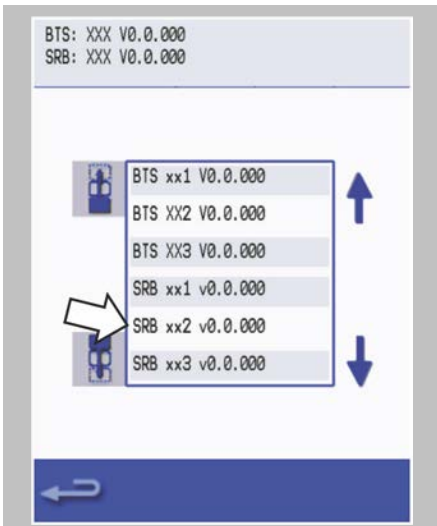 BTS: XXX V0.0.000
SRB: XXX V0.0.000
BTS xx1 V0.0.000
BTS XX2 V0.0.000
BTS XX3 V0.0.000
SRB xx1 v0.0.000
SRB xx2 v0.0.000
SRB xx3 v0.0.000